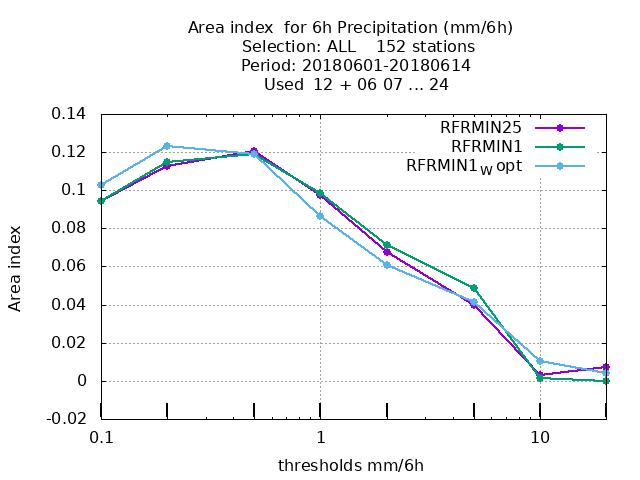 Area index  for 6h Precipitation (mm/6h)
Selection: ALL    152 stations
Period: 20180601-20180614
Used  12 + 06 07 ... 24
RFRMIN25
RFRMIN1
RFRMIN1W opt
0.14
0.12
0.1
0.08
0.06
0.04
0.02
0
-0.02
Area index
0.1
1
10
thresholds mm/6h